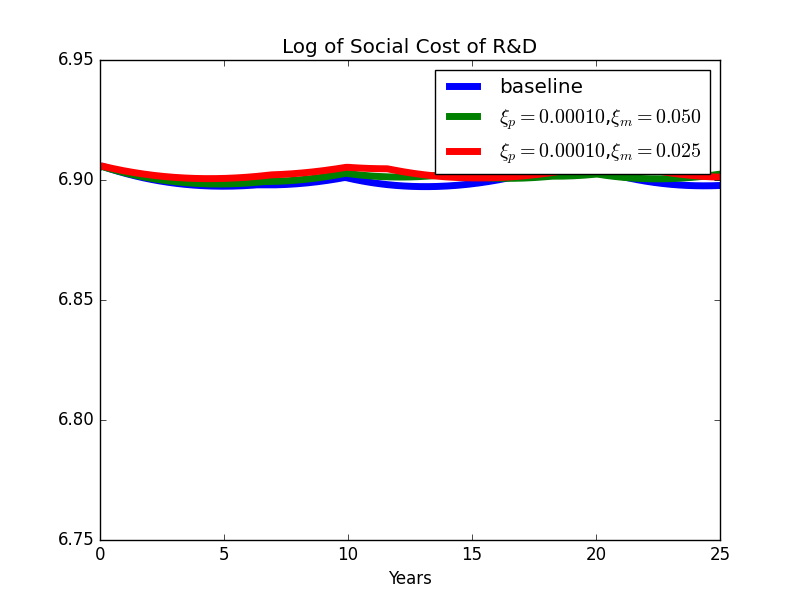 Log of Social Cost of R&D
6.95
baseline
ξₚ = 0.00010,ξₘ = 0.050
ξₚ = 0.00010,ξₘ = 0.025
6.90
6.85
6.80
6.75
0 5 10 15 20 25
Years